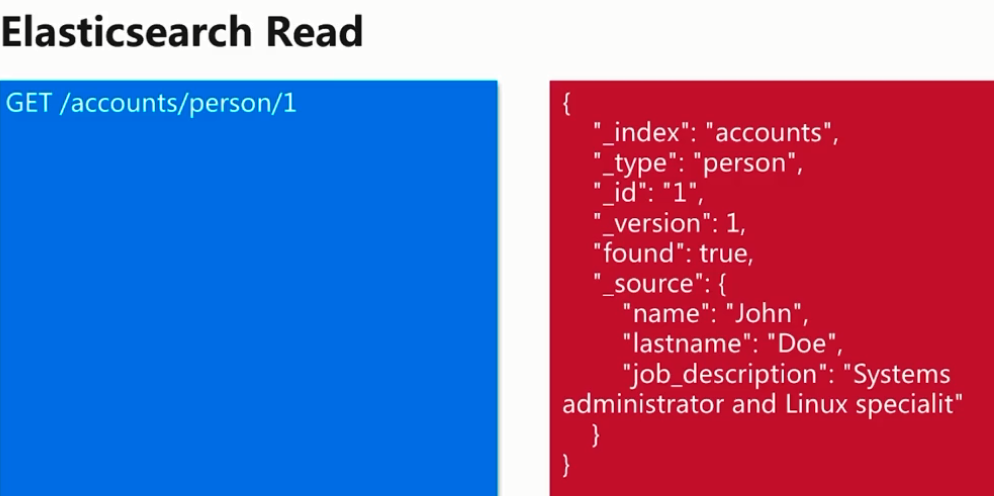 Elasticsearch Read
GET /accounts/person/1
{
"_index": "accounts",
"_type": "person",
"_id": "1",
"_version": 1,
"found": true,
"_source": {
"name": "John",
"lastname": "Doe",
"job_description": "Systems
administrator and Linux specialit"
}
}